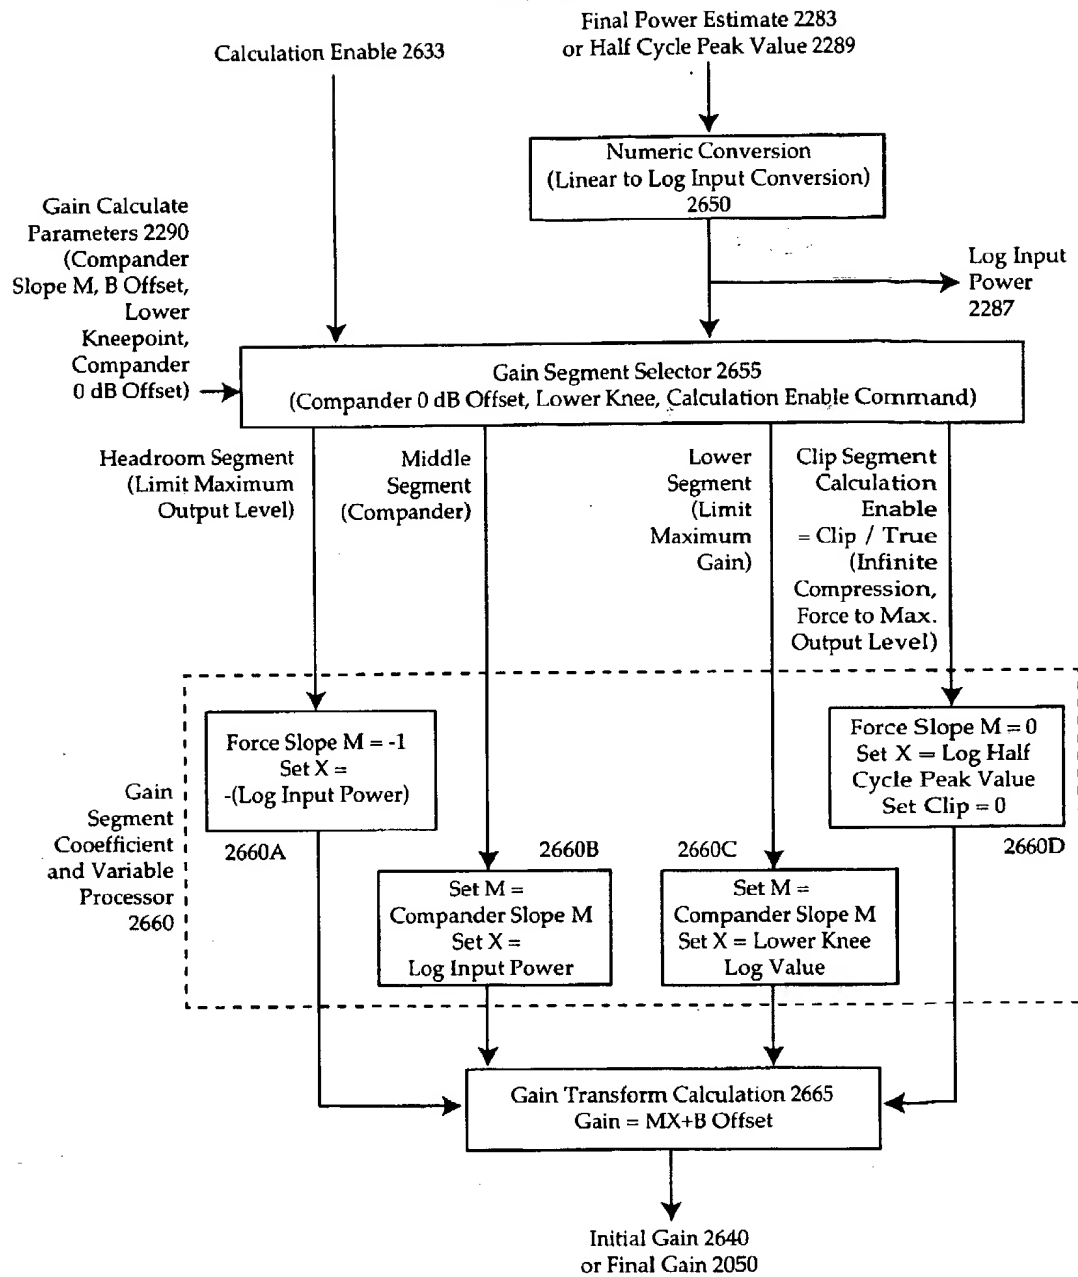 Final Power Estimate 2283
or Half Cycle Peak Value 2289
Calculation Enable 2633
Numeric Conversion
(Linear to Log Input Conversion)
2650
Gain Calculate
Parameters 2290
(Compander
Slope M, B Offset,
Lower
Kneepoint,
Compander
0 dB Offset)
Log Input
Power
2287
Gain Segment Selector 2655
(Compander 0 dB Offset, Lower Knee, Calculation Enable Command)
Headroom Segment
(Limit Maximum
Output Level)
Middle
Segment
(Compander)
Lower
Segment
(Limit
Maximum
Gain)
Clip Segment
Calculation
Enable
= Clip / True
(Infinite
Compression,
Force to Max.
Output Level)
Force Slope M = -1
Set X =
-(Log Input Power)
2660A
Force Slope M = 0
Set X = Log Half
Cycle Peak Value
Set Clip = 0
2660D
Gain
Segment
Cooefficient
and Variable
Processor
2660
2660B
Set M =
Compander Slope M
Set X =
Log Input Power
2660C
Set M =
Compander Slope M
Set X = Lower Knee
Log Value
Gain Transform Calculation 2665
Gain = MX+B Offset
Initial Gain 2640
or Final Gain 2050